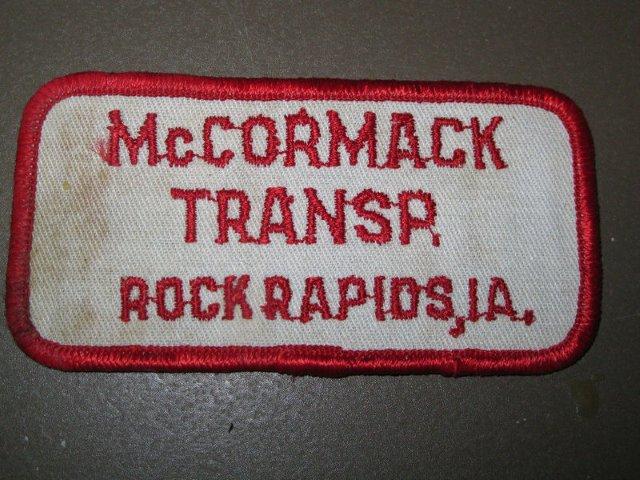 McCORMACK
TRANSP.
ROCK RAPIDS, IA.